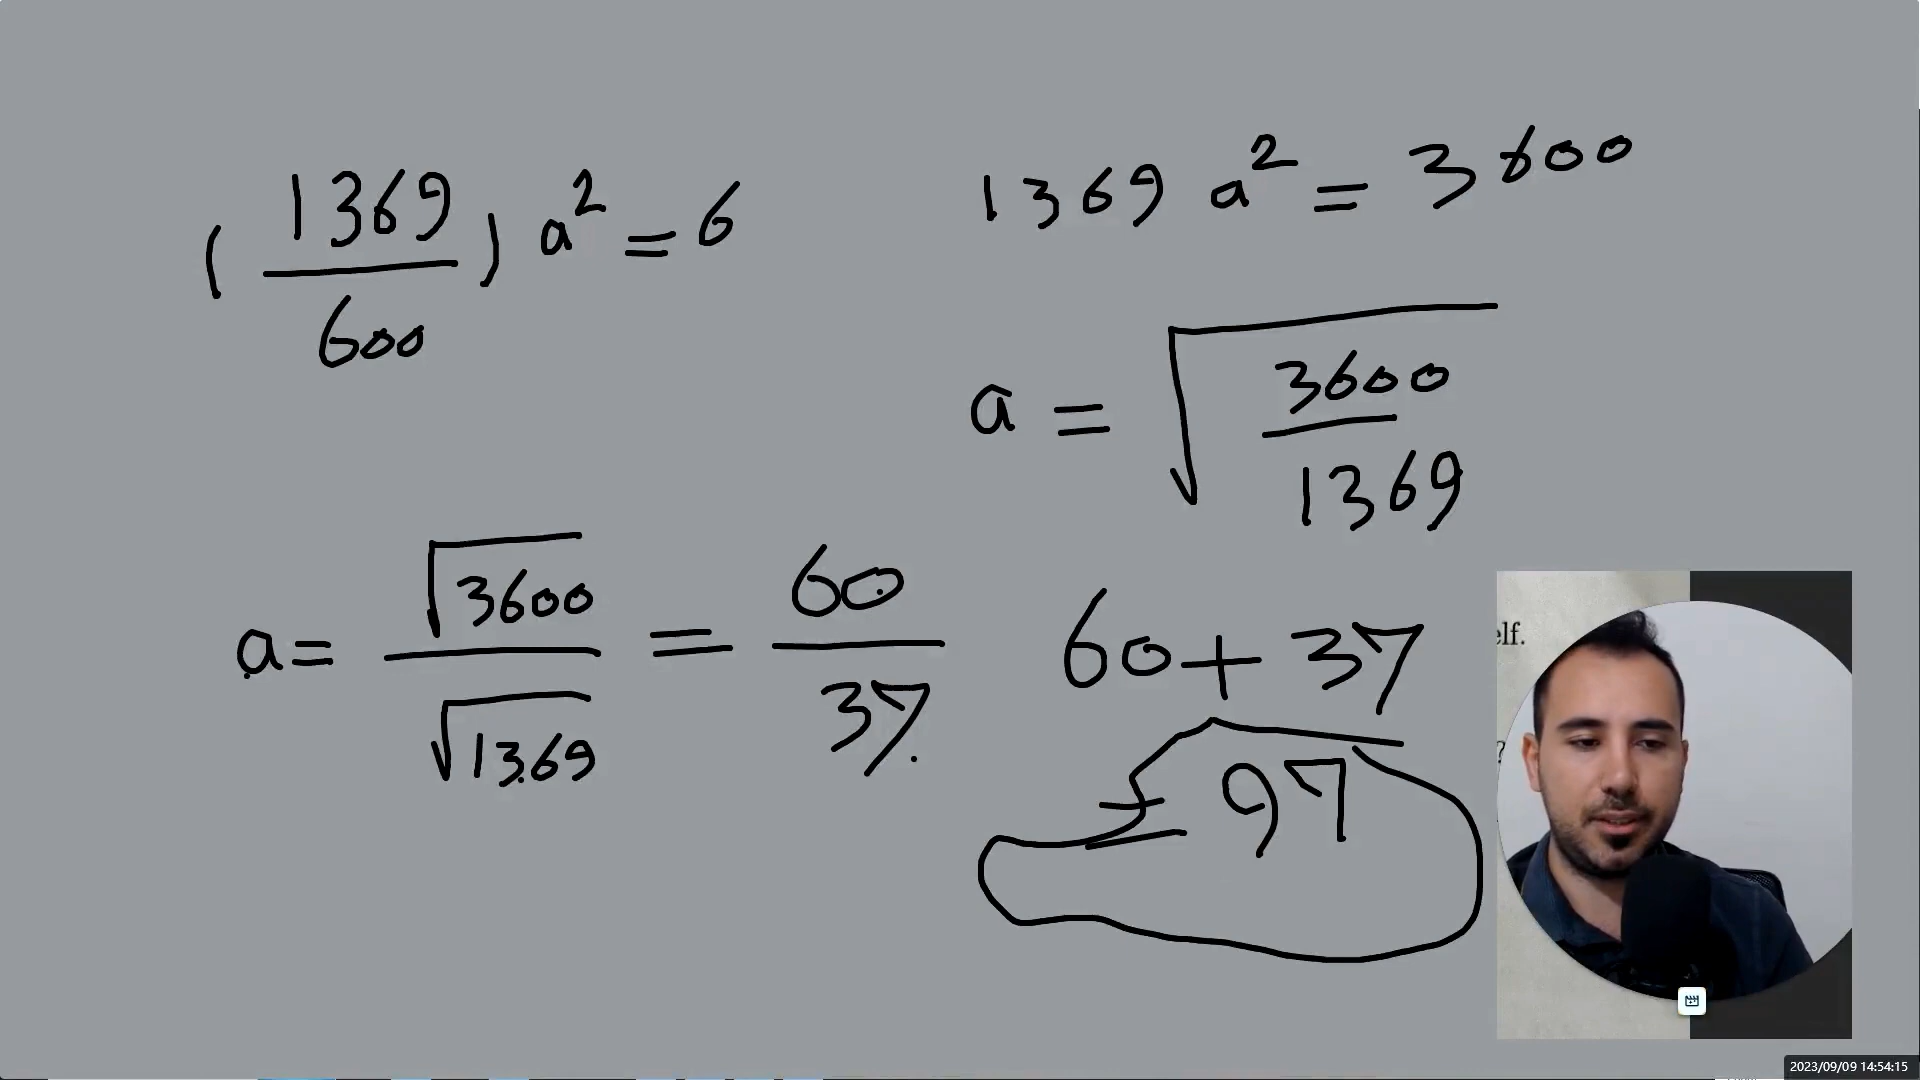 ( 1369 / 600 ) a² = 6
1369 a² = 3600
a = √(3600 / 1369)
a = √3600 / √1369 = 60 / 37
60 + 37
= 97
elf.
?
2023/09/09 14:54:15